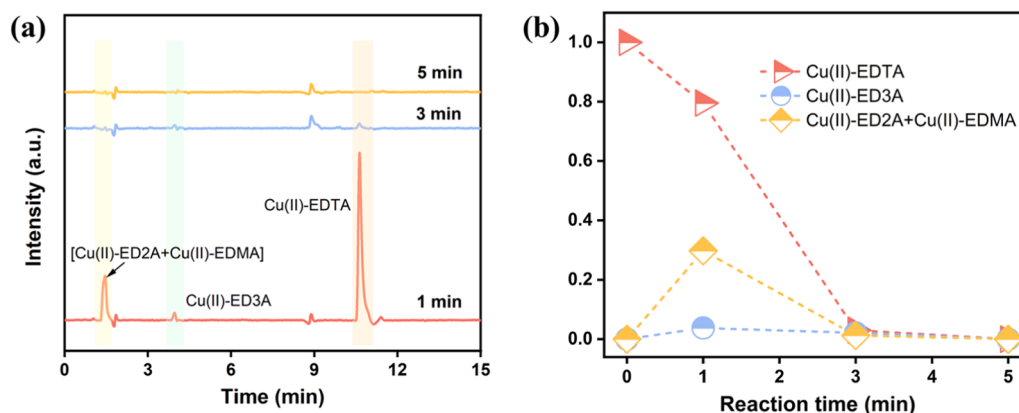 (a)
5 min
3 min
Cu(II)-EDTA
[Cu(II)-ED2A+Cu(II)-EDMA]
Cu(II)-ED3A
1 min
Intensity (a.u.)
0 3 6 9 12 15
Time (min)
(b)
1.0
0.8
0.6
0.4
0.2
0.0
Cu(II)-EDTA
Cu(II)-ED3A
Cu(II)-ED2A+Cu(II)-EDMA
0 1 2 3 4 5
Reaction time (min)